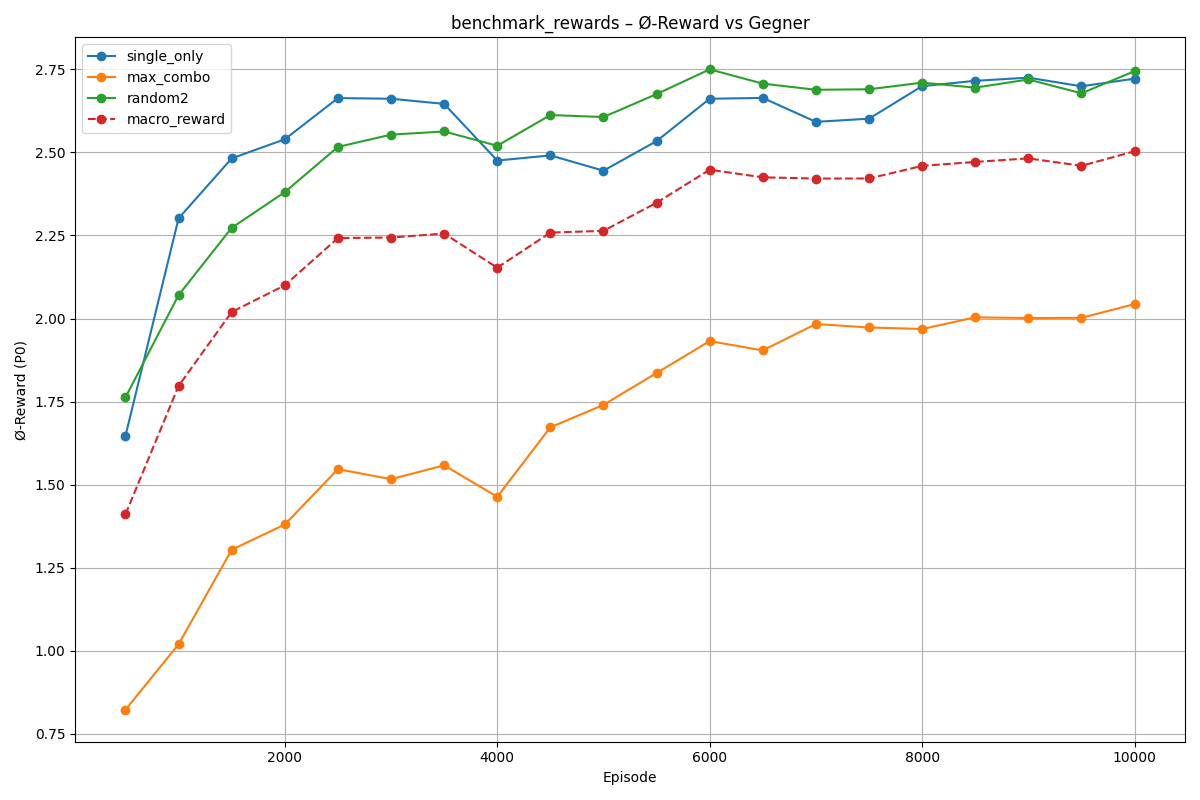 benchmark_rewards – Ø-Reward vs Gegner
single_only
max_combo
random2
macro_reward
2.75
2.50
2.25
2.00
1.75
1.50
1.25
1.00
0.75
Ø-Reward (P0)
2000 4000 6000 8000 10000
Episode